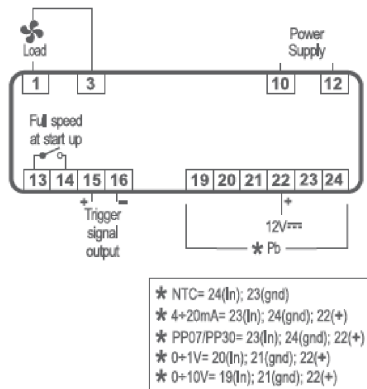 Load
Power
Supply
1 3 10 12
Full speed
at start up
13 14 15 16 19 20 21 22 23 24
+ - +
Trigger
signal
output
12V⎓
* Pb
* NTC= 24(In); 23(gnd)
* 4÷20mA= 23(In); 24(gnd); 22(+)
* PP07/PP30= 23(In); 24(gnd); 22(+)
* 0÷1V= 20(In); 21(gnd); 22(+)
* 0÷10V= 19(In); 21(gnd); 22(+)